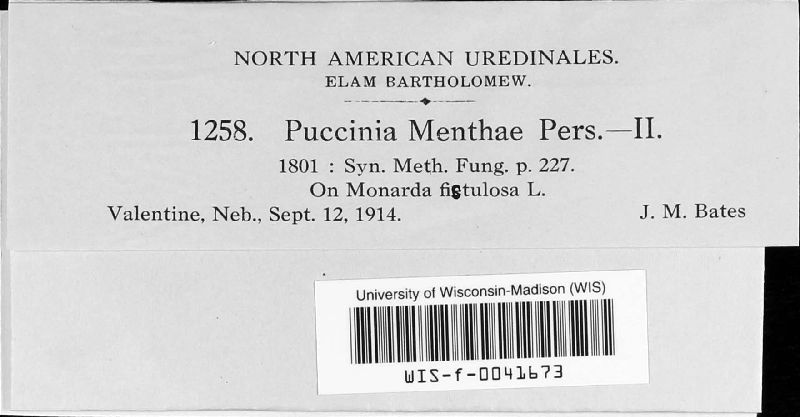 NORTH AMERICAN UREDINALES.
ELAM BARTHOLOMEW.
1258. Puccinia Menthae Pers.—II.
1801 : Syn. Meth. Fung. p. 227.
On Monarda fistulosa L.
Valentine, Neb., Sept. 12, 1914. J. M. Bates
University of Wisconsin-Madison (WIS)
WIS-f-0041673